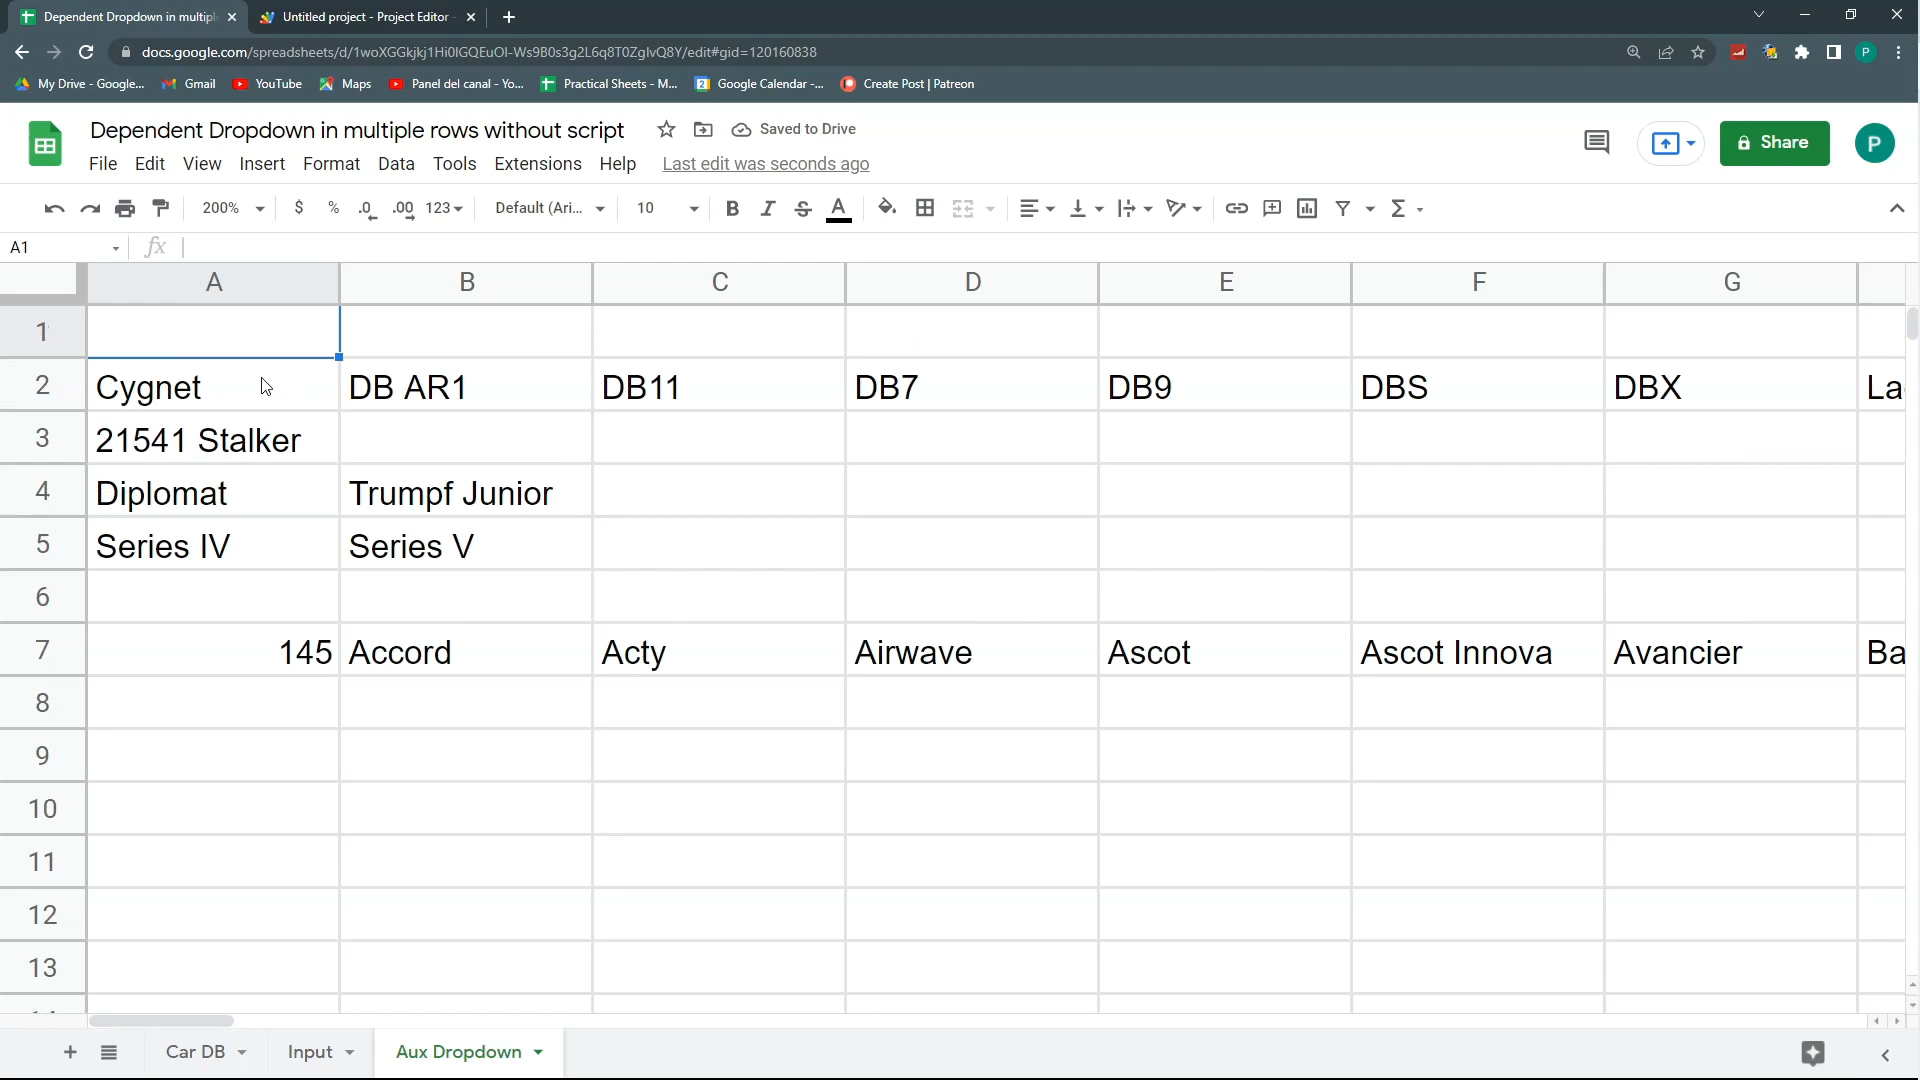 Dependent Dropdown in multipl
Untitled project - Project Editor -
docs.google.com/spreadsheets/d/1woXGGkjkj1Hi0IGQEuOI-Ws9B0s3g2L6q8T0ZglvQ8Y/edit#gid=120160838
My Drive - Google...
Gmail
YouTube
Maps
Panel del canal - Yo...
Practical Sheets - M...
Google Calendar -...
Create Post | Patreon
P
Dependent Dropdown in multiple rows without script
Saved to Drive
File Edit View Insert Format Data Tools Extensions Help Last edit was seconds ago
Share
P
200% $ % .0 .00 123 Default (Ari... 10 B I S A
A1 fx
A B C D E F G
1
2 Cygnet DB AR1 DB11 DB7 DB9 DBS DBX La
3 21541 Stalker
4 Diplomat Trumpf Junior
5 Series IV Series V
6
7 145 Accord Acty Airwave Ascot Ascot Innova Avancier Ba
8
9
10
11
12
13
Car DB Input Aux Dropdown